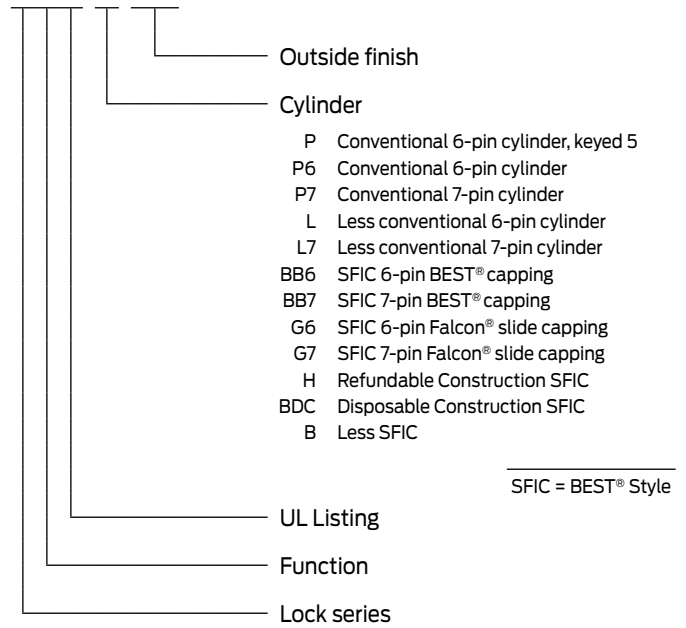 Outside finish
Cylinder
P Conventional 6-pin cylinder, keyed 5
P6 Conventional 6-pin cylinder
P7 Conventional 7-pin cylinder
L Less conventional 6-pin cylinder
L7 Less conventional 7-pin cylinder
BB6 SFIC 6-pin BEST® capping
BB7 SFIC 7-pin BEST® capping
G6 SFIC 6-pin Falcon® slide capping
G7 SFIC 7-pin Falcon® slide capping
H Refundable Construction SFIC
BDC Disposable Construction SFIC
B Less SFIC
SFIC = BEST® Style
UL Listing
Function
Lock series